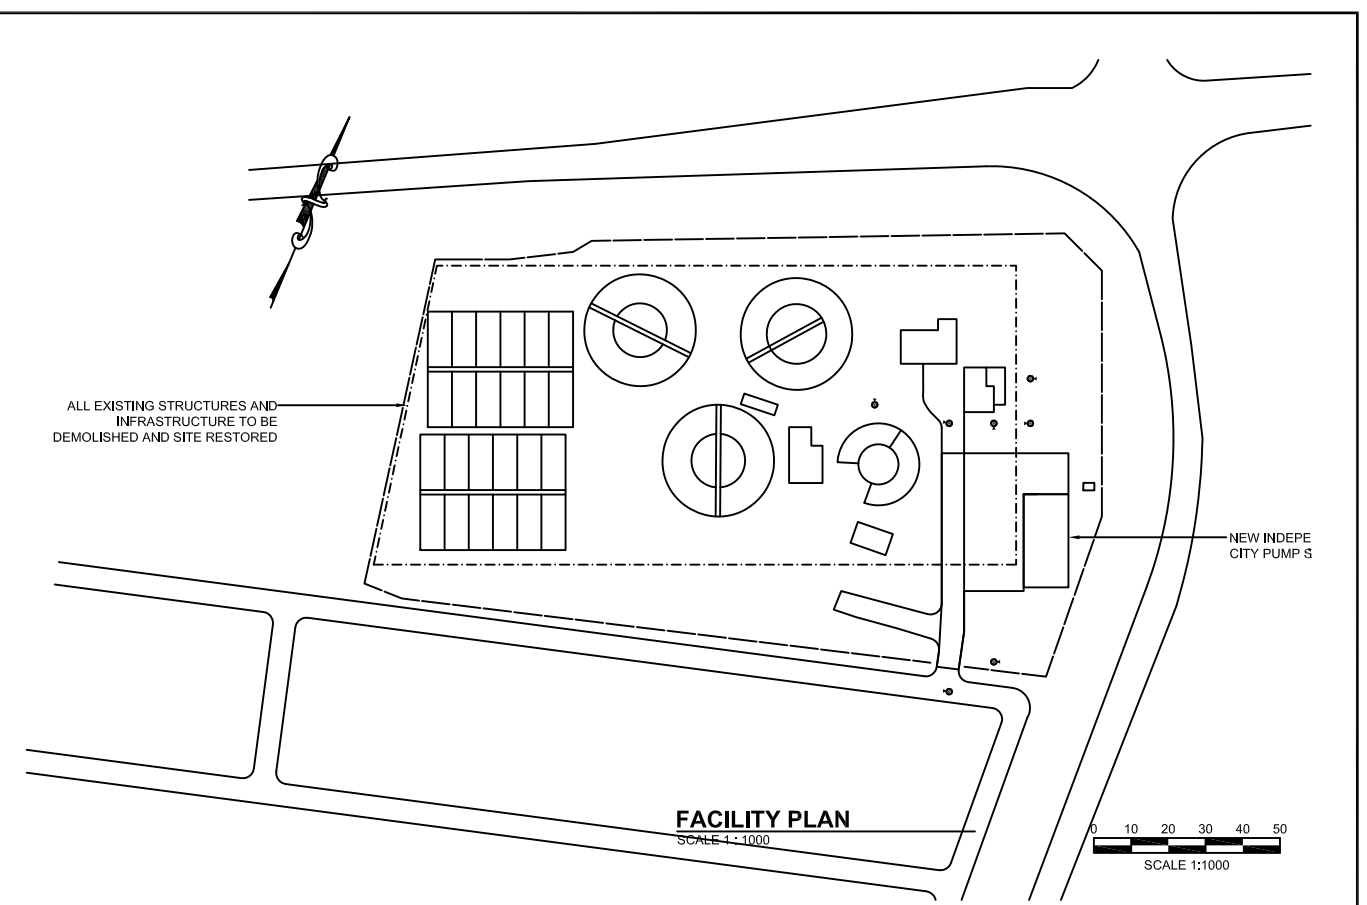 ALL EXISTING STRUCTURES AND
INFRASTRUCTURE TO BE
DEMOLISHED AND SITE RESTORED
NEW INDEPE
CITY PUMP S
FACILITY PLAN
SCALE 1 : 1000
0 10 20 30 40 50
SCALE 1:1000